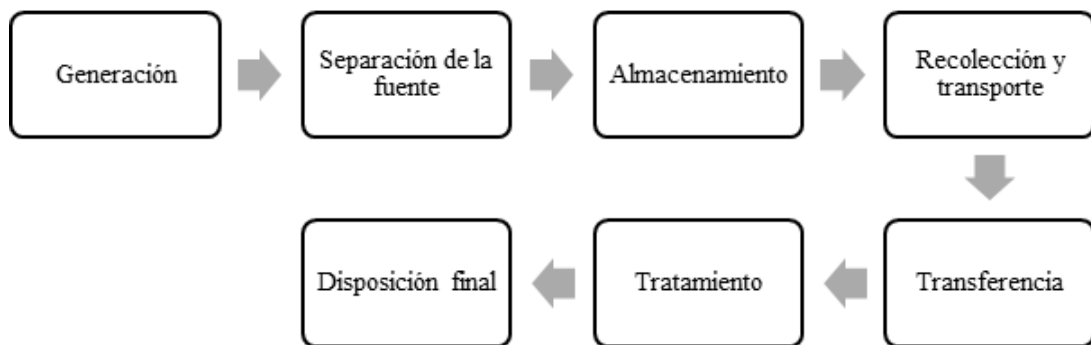 Generación
Separación de la
fuente
Almacenamiento
Recolección y
transporte
Transferencia
Tratamiento
Disposición final